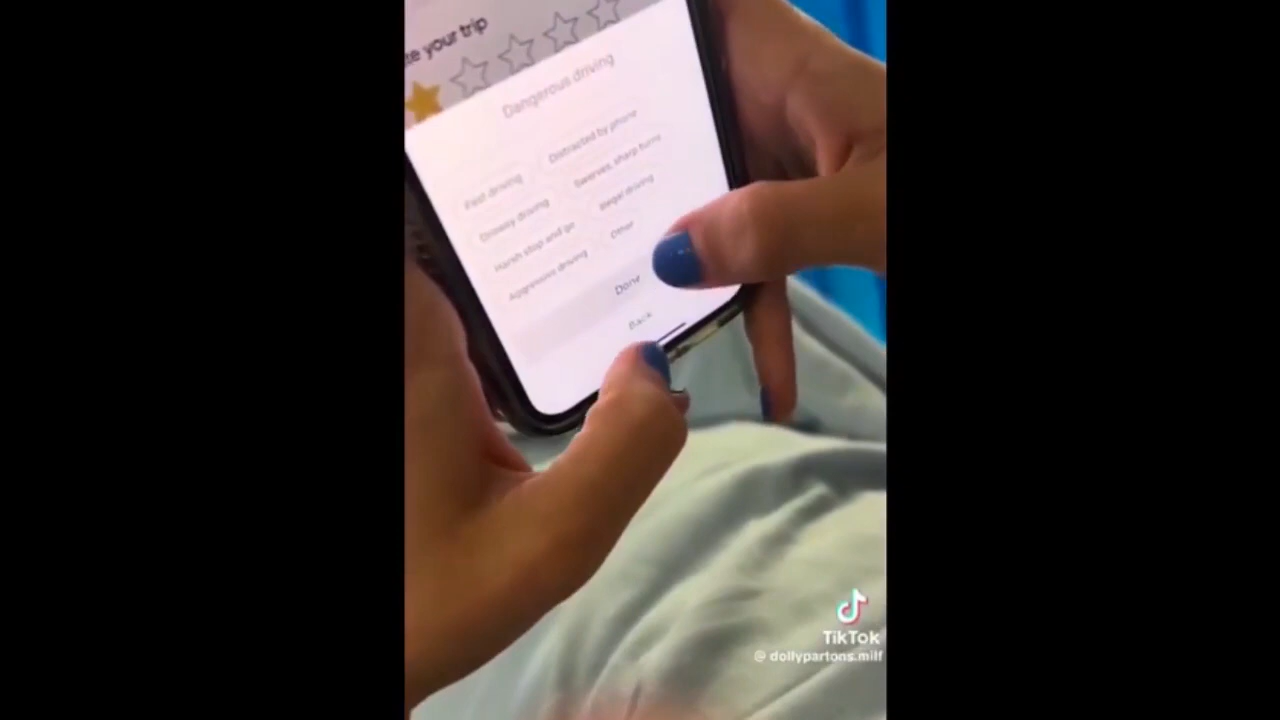 te your trip
Dangerous driving
Distracted by phone
Fast driving
Swerves, sharp turns
Drowsy driving
Illegal driving
Harsh stop and go
Other
Aggressive driving
Done
Back
TikTok
@ dollypartons.milf